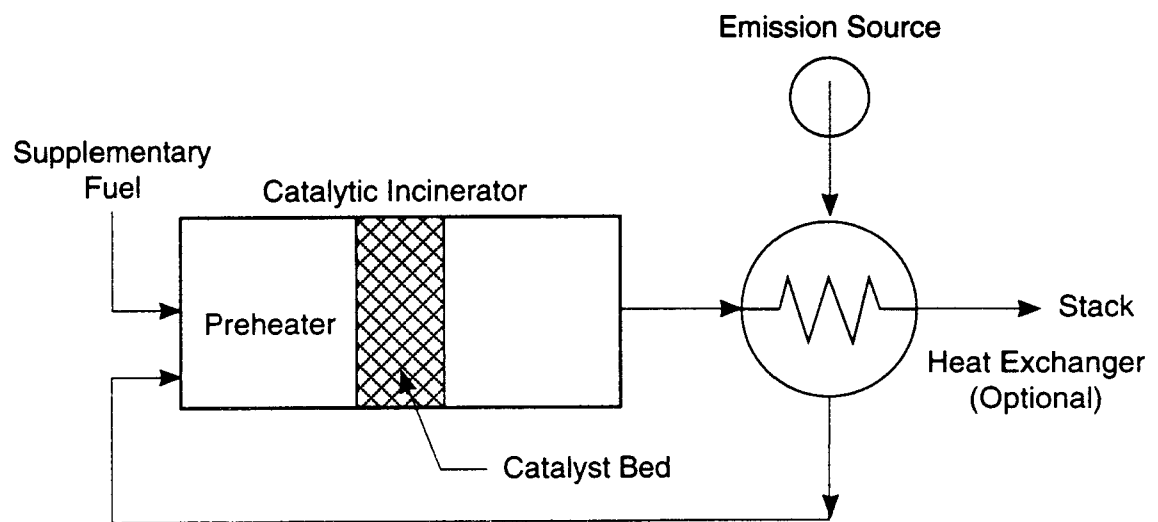 Emission Source
Supplementary
Fuel
Catalytic Incinerator
Preheater
Stack
Heat Exchanger
(Optional)
Catalyst Bed